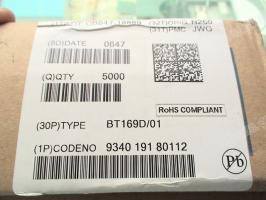 (9D)DATE 0647
(31T)PMC JWG
(Q)QTY 5000
RoHS COMPLIANT
(30P)TYPE BT169D/01
(1P)CODENO 9340 191 80112
Pb